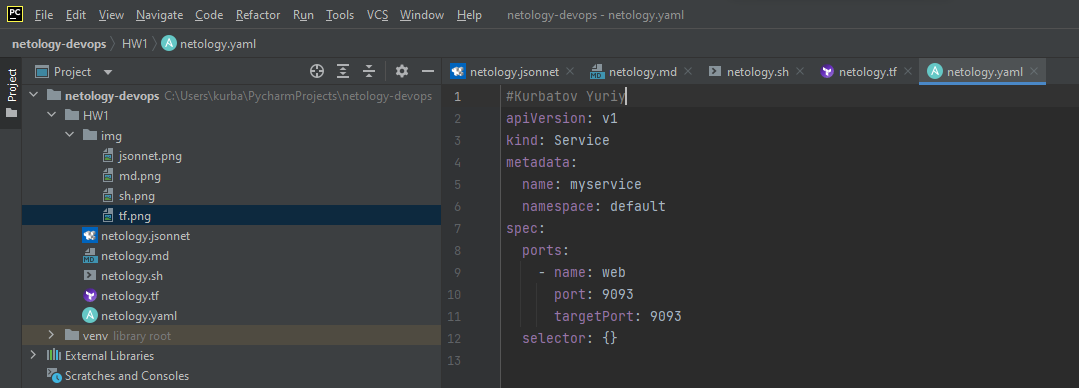 PC File Edit View Navigate Code Refactor Run Tools VCS Window Help netology-devops - netology.yaml
netology-devops HW1 A netology.yaml
Project
Project
netology.jsonnet
MD netology.md
netology.sh
netology.tf
A netology.yaml
netology-devops C:\Users\kurba\PycharmProjects\netology-devops
HW1
img
jsonnet.png
md.png
sh.png
tf.png
netology.jsonnet
MD netology.md
netology.sh
netology.tf
A netology.yaml
venv library root
External Libraries
Scratches and Consoles
1 #Kurbatov Yuriy
2 apiVersion: v1
3 kind: Service
4 metadata:
5 name: myservice
6 namespace: default
7 spec:
8 ports:
9 - name: web
10 port: 9093
11 targetPort: 9093
12 selector: {}
13